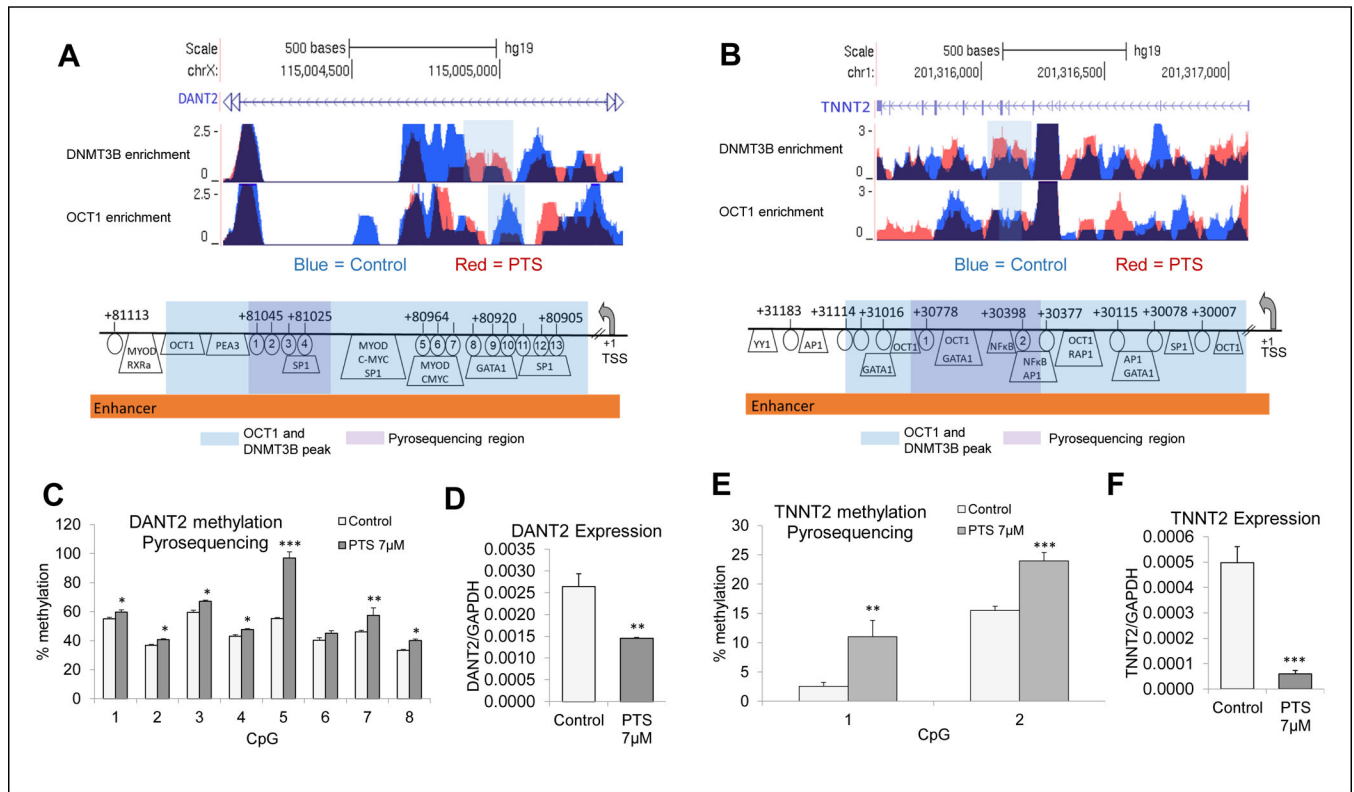 A
Scale
500 bases
hg19
chrX:
115,004,500
115,005,000
DANT2
DNMT3B enrichment
2.5
0
OCT1 enrichment
2.5
0
Blue = Control Red = PTS
+81113
+81045
+81025
+80964
+80920
+80905
+1
TSS
MYOD
RXRa
OCT1
PEA3
1 2 3 4
SP1
MYOD
C-MYC
SP1
5 6 7
MYOD
CMYC
8 9 10 11
GATA1
12 13
SP1
Enhancer
OCT1 and
DNMT3B peak
Pyrosequencing region
B
Scale
500 bases
hg19
chr1:
201,316,000
201,316,500
201,317,000
TNNT2
DNMT3B enrichment
3
0
OCT1 enrichment
3
0
Blue = Control Red = PTS
+31183
+31114
+31016
+30778
+30398
+30377
+30115
+30078
+30007
+1
TSS
YY1
AP1
GATA1
OCT1
1
OCT1
GATA1
NFκB
2
NFκB
AP1
OCT1
RAP1
AP1
GATA1
SP1
OCT1
Enhancer
OCT1 and
DNMT3B peak
Pyrosequencing region
C
DANT2 methylation
Pyrosequencing
Control
PTS 7µM
% methylation
120
100
80
60
40
20
0
* * * * *** ** *
1 2 3 4 5 6 7 8
CpG
D
DANT2 Expression
DANT2/GAPDH
0.0035
0.0030
0.0025
0.0020
0.0015
0.0010
0.0005
0.0000
**
Control PTS
7µM
E
TNNT2 methylation
Pyrosequencing
Control
PTS 7µM
% methylation
30
25
20
15
10
5
0
** ***
1 2
CpG
F
TNNT2 Expression
TNNT2/GAPDH
0.0006
0.0005
0.0004
0.0003
0.0002
0.0001
0.0000
***
Control PTS
7µM